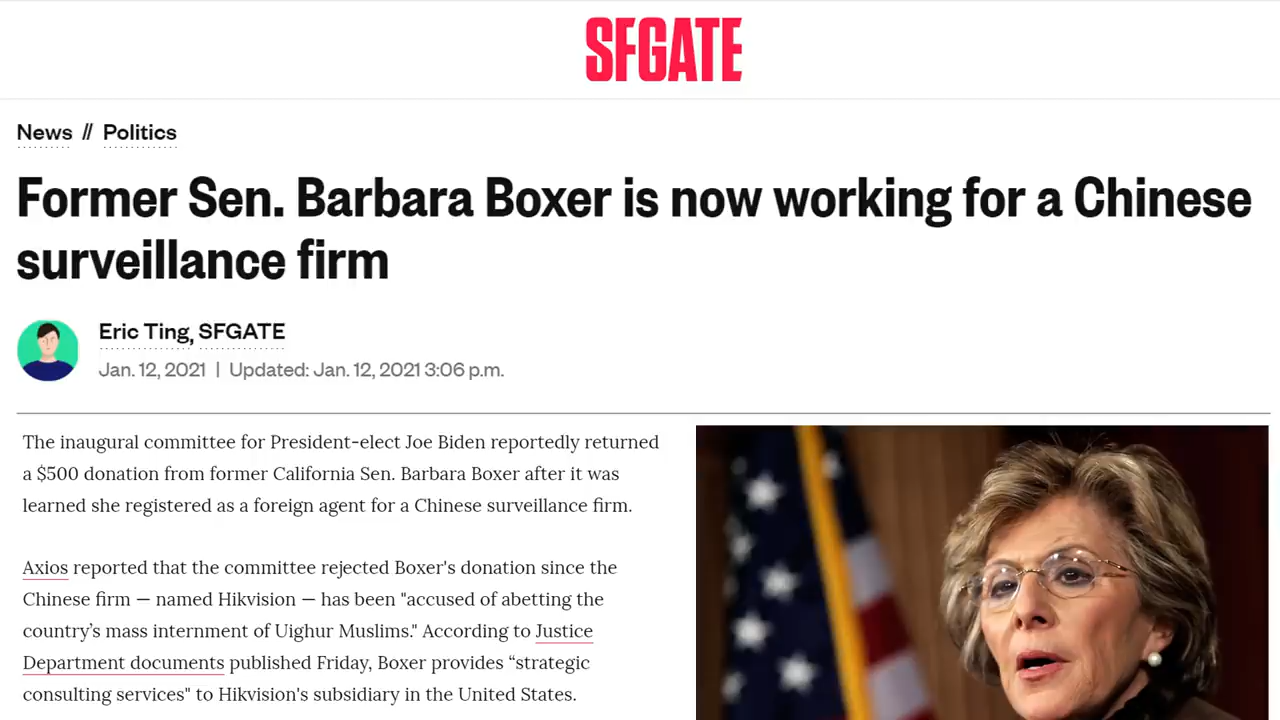 SFGATE
News // Politics
Former Sen. Barbara Boxer is now working for a Chinese
surveillance firm
Eric Ting, SFGATE
Jan. 12, 2021 | Updated: Jan. 12, 2021 3:06 p.m.
The inaugural committee for President-elect Joe Biden reportedly returned
a $500 donation from former California Sen. Barbara Boxer after it was
learned she registered as a foreign agent for a Chinese surveillance firm.
Axios reported that the committee rejected Boxer's donation since the
Chinese firm — named Hikvision — has been "accused of abetting the
country’s mass internment of Uighur Muslims." According to Justice
Department documents published Friday, Boxer provides “strategic
consulting services" to Hikvision's subsidiary in the United States.